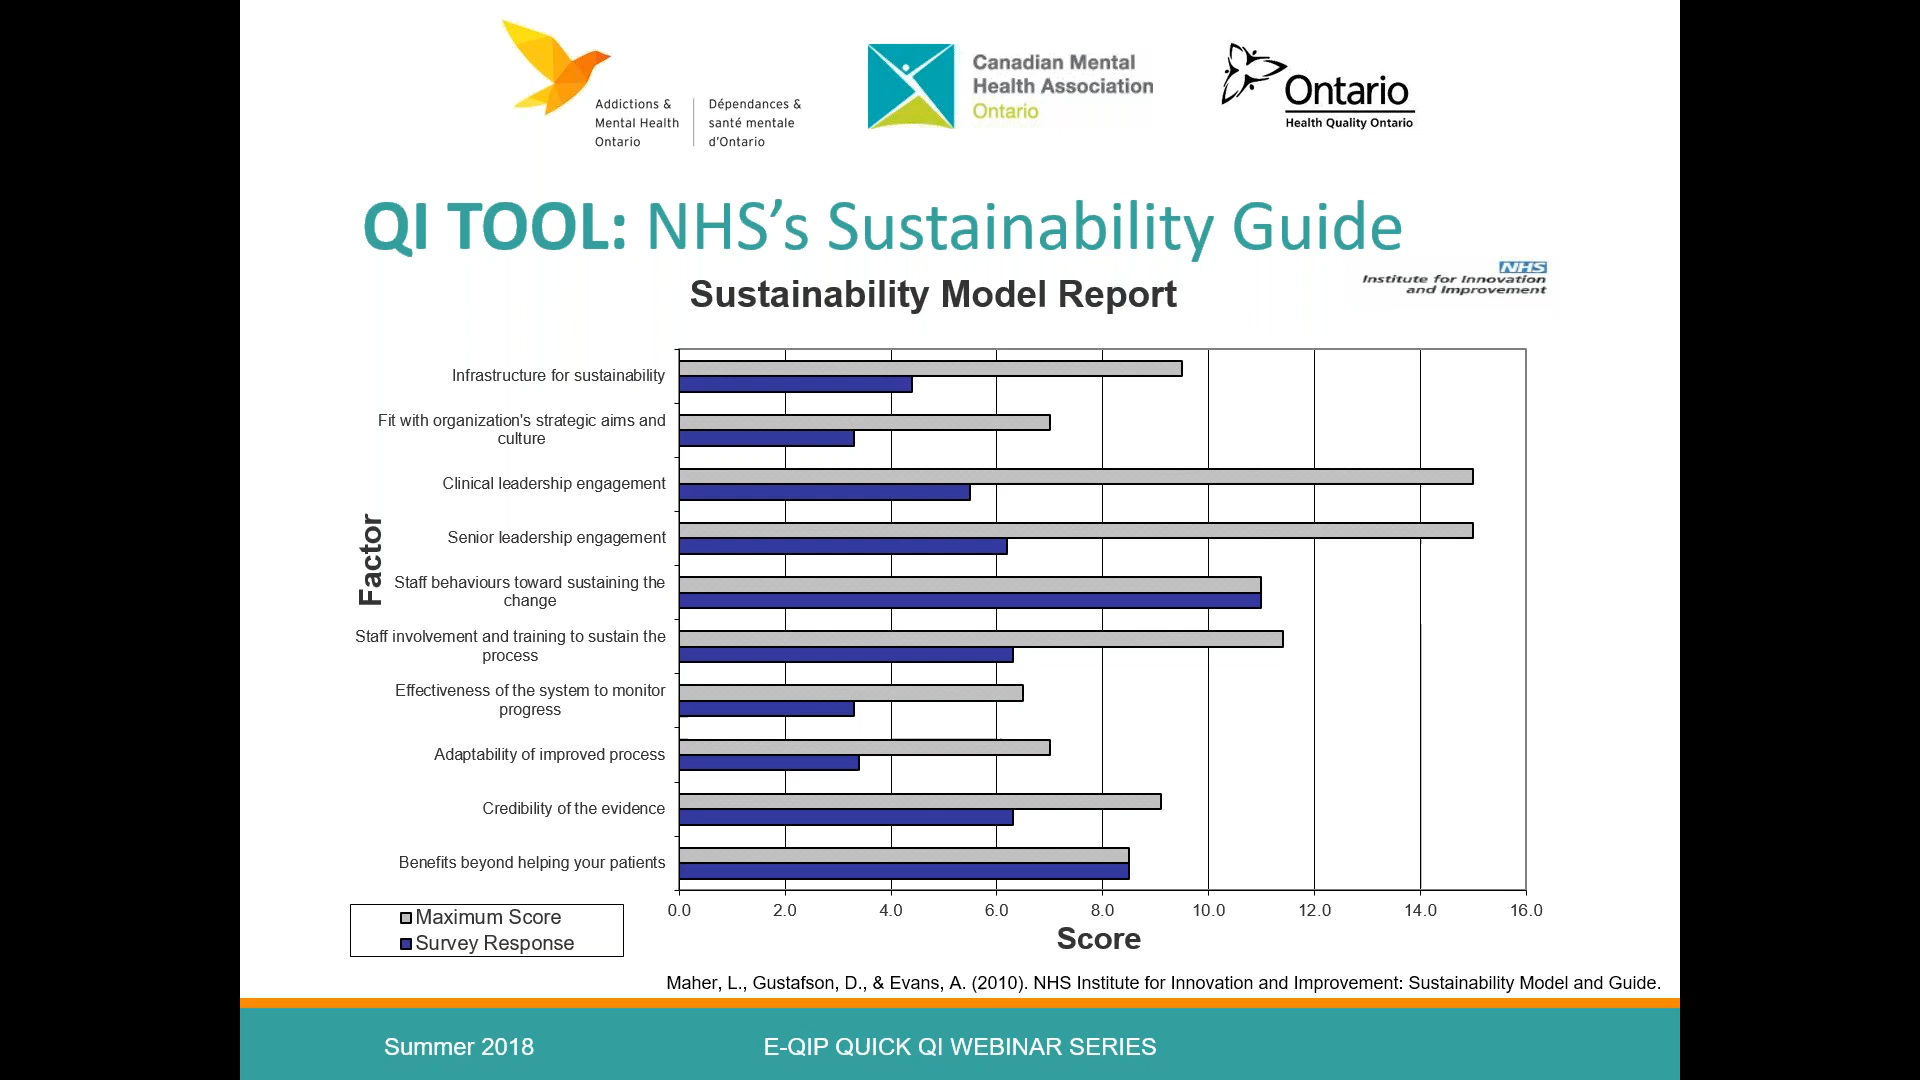 Addictions &
Mental Health
Ontario
Dépendances &
santé mentale
d'Ontario
Canadian Mental
Health Association
Ontario
Ontario
Health Quality Ontario
QI TOOL: NHS’s Sustainability Guide
NHS
Institute for Innovation
and Improvement
Sustainability Model Report
Factor
Infrastructure for sustainability
Fit with organization's strategic aims and
culture
Clinical leadership engagement
Senior leadership engagement
Staff behaviours toward sustaining the
change
Staff involvement and training to sustain the
process
Effectiveness of the system to monitor
progress
Adaptability of improved process
Credibility of the evidence
Benefits beyond helping your patients
0.0 2.0 4.0 6.0 8.0 10.0 12.0 14.0 16.0
Score
Maximum Score
Survey Response
Maher, L., Gustafson, D., & Evans, A. (2010). NHS Institute for Innovation and Improvement: Sustainability Model and Guide.
Summer 2018
E-QIP QUICK QI WEBINAR SERIES